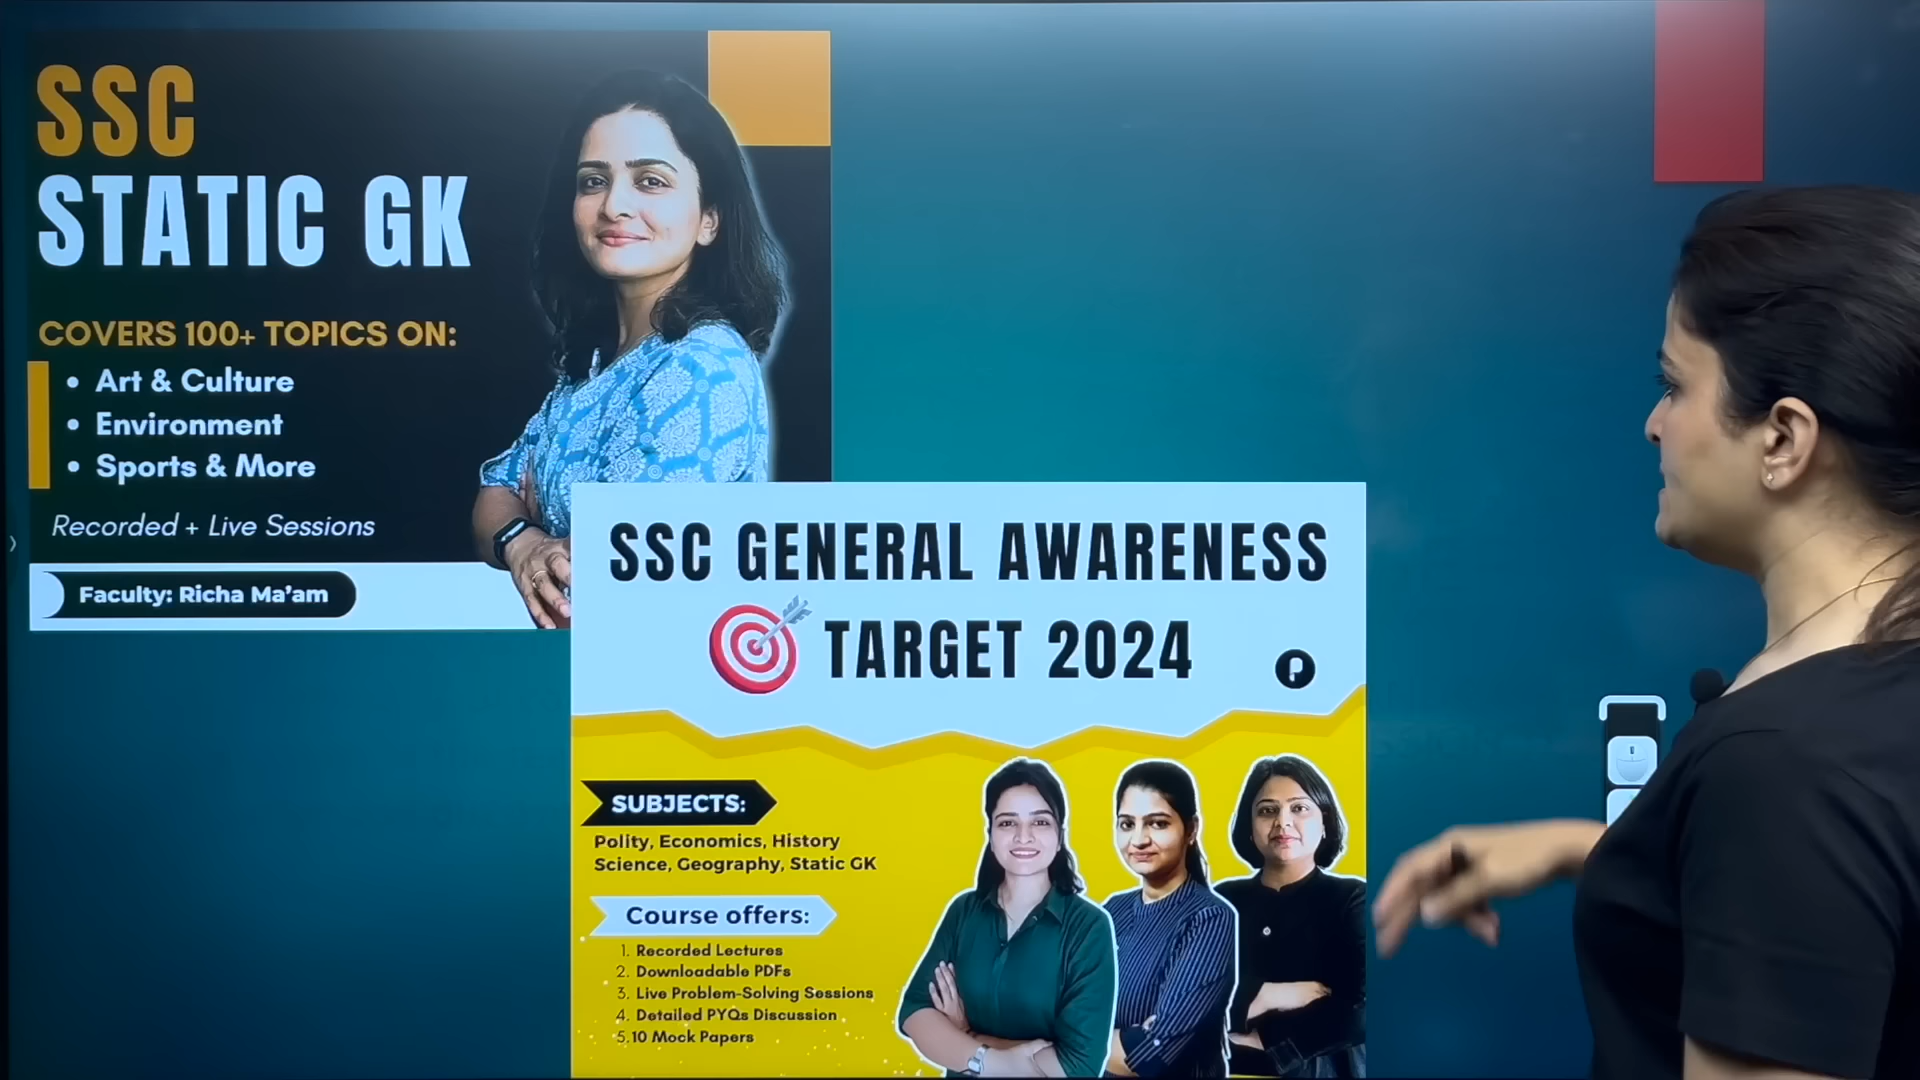 SSC
STATIC GK
COVERS 100+ TOPICS ON:
• Art & Culture
• Environment
• Sports & More
Recorded + Live Sessions
Faculty: Richa Ma'am
SSC GENERAL AWARENESS
TARGET 2024
SUBJECTS:
Polity, Economics, History
Science, Geography, Static GK
Course offers:
1. Recorded Lectures
2. Downloadable PDFs
3. Live Problem-Solving Sessions
4. Detailed PYQs Discussion
5. 10 Mock Papers